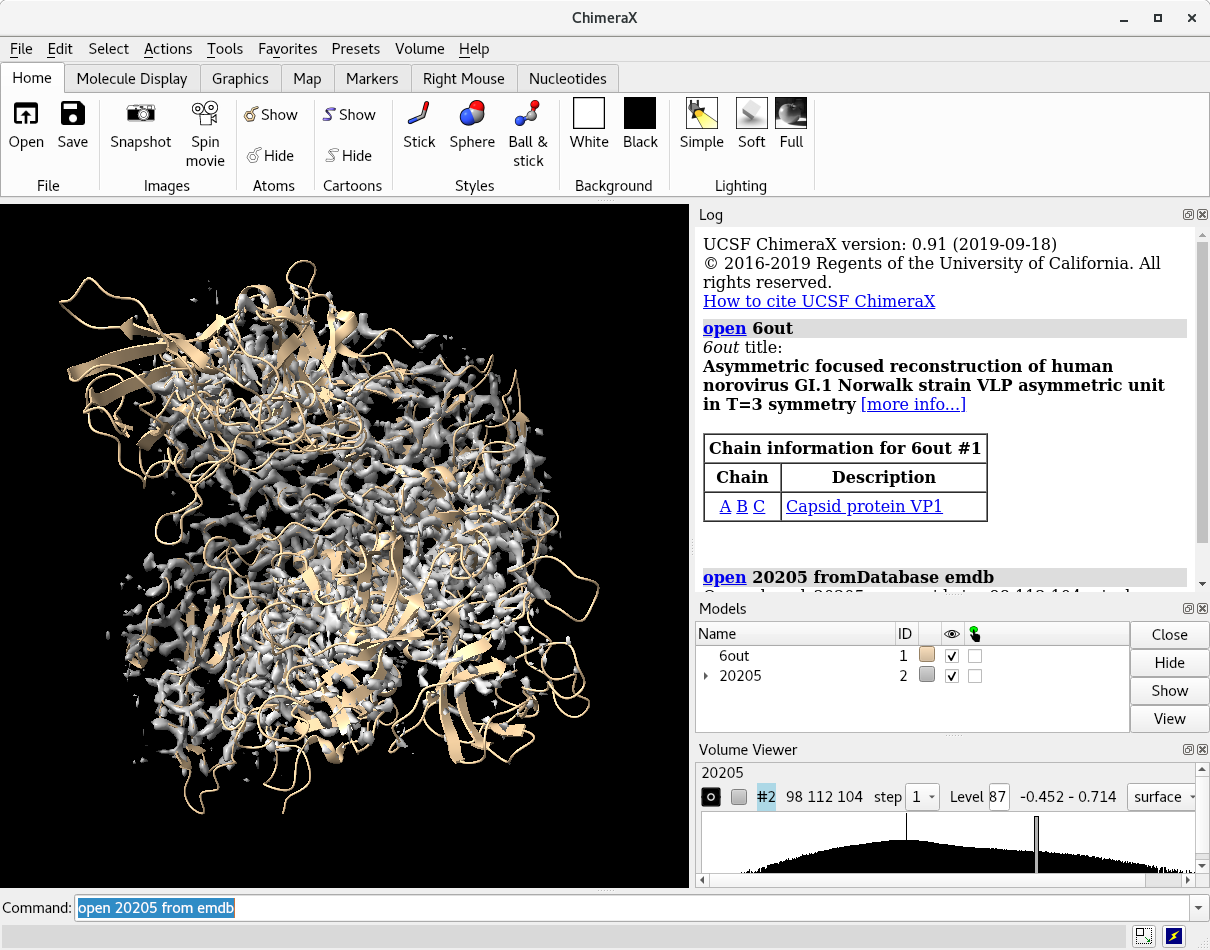 ChimeraX
File Edit Select Actions Tools Favorites Presets Volume Help
Home Molecule Display Graphics Map Markers Right Mouse Nucleotides
Open Save Snapshot Spin movie Show Hide Show Hide Stick Sphere Ball & stick White Black Simple Soft Full
File Images Atoms Cartoons Styles Background Lighting
Log
UCSF ChimeraX version: 0.91 (2019-09-18)
© 2016-2019 Regents of the University of California. All
rights reserved.
How to cite UCSF ChimeraX
open 6out
6out title:
Asymmetric focused reconstruction of human
norovirus GI.1 Norwalk strain VLP asymmetric unit
in T=3 symmetry [more info...]
Chain information for 6out #1
Chain Description
A B C Capsid protein VP1
open 20205 fromDatabase emdb
Models
Name ID
6out 1
20205 2
Close
Hide
Show
View
Volume Viewer
20205
#2 98 112 104 step 1 Level 87 -0.452 - 0.714 surface
Command: open 20205 from emdb